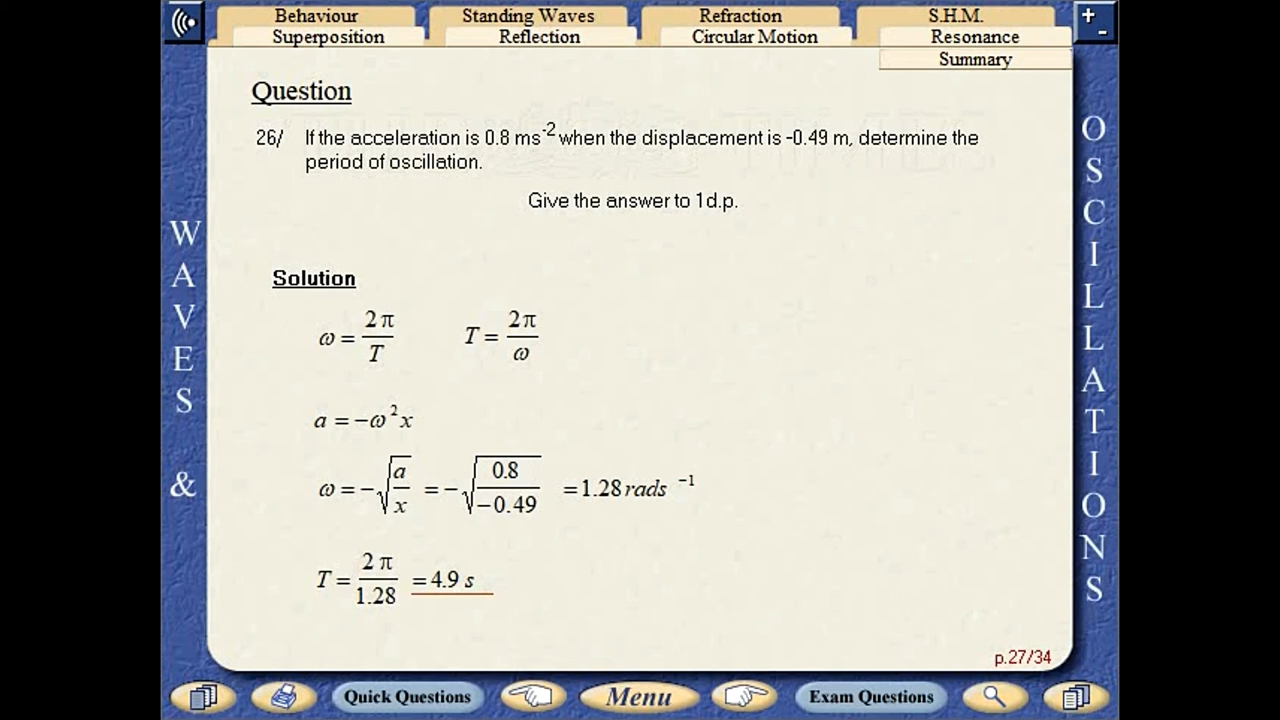 Behaviour Standing Waves Refraction S.H.M.
Superposition Reflection Circular Motion Resonance
Summary
Question
26/ If the acceleration is 0.8 ms⁻² when the displacement is -0.49 m, determine the
period of oscillation.
Give the answer to 1d.p.
Solution
ω = 2π/T T = 2π/ω
a = −ω²x
ω = −√(a/x) = −√(0.8/−0.49) = 1.28 rads ⁻¹
T = 2π/1.28 = 4.9 s
p.27/34
WAVES &
OSCILLATIONS
+ -
Quick Questions Menu Exam Questions